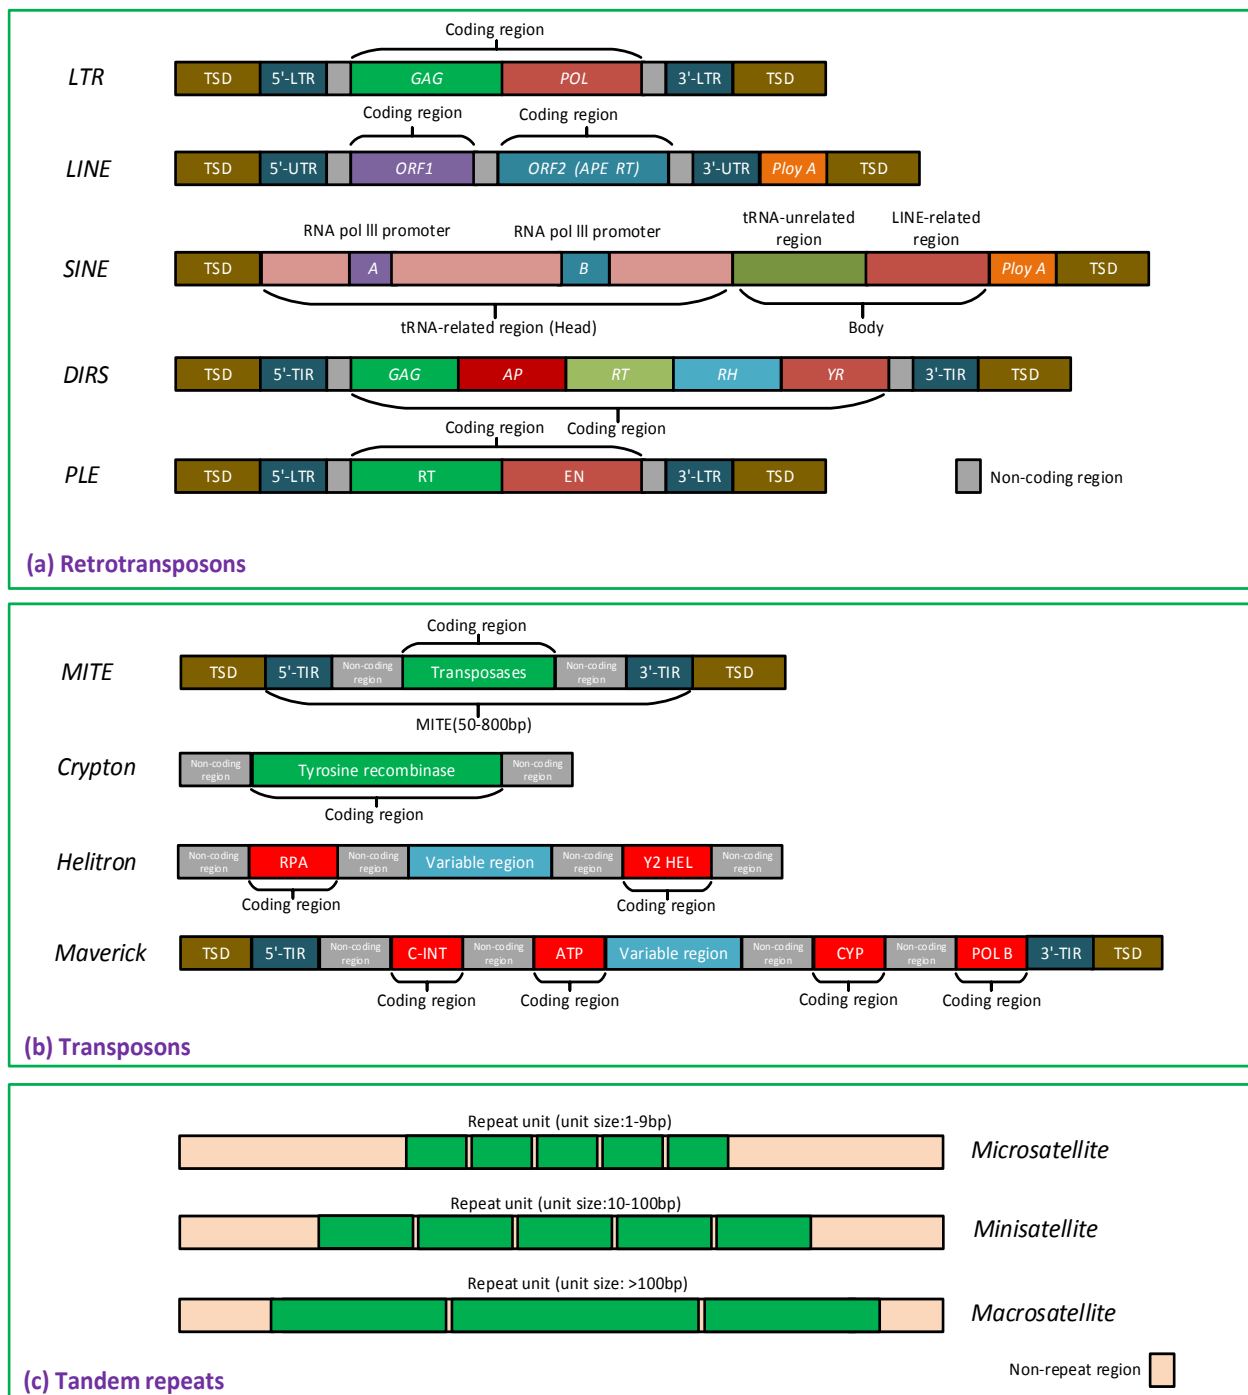 Coding region
LTR
TSD 5'-LTR GAG POL 3'-LTR TSD
Coding region Coding region
LINE
TSD 5'-UTR ORF1 ORF2 (APE RT) 3'-UTR Ploy A TSD
RNA pol III promoter RNA pol III promoter tRNA-unrelated region LINE-related region
SINE
TSD A B Ploy A TSD
tRNA-related region (Head) Body
DIRS
TSD 5'-TIR GAG AP RT RH YR 3'-TIR TSD
Coding region
Coding region
PLE
TSD 5'-LTR RT EN 3'-LTR TSD
Non-coding region
(a) Retrotransposons
Coding region
MITE
TSD 5'-TIR Non-coding region Transposases Non-coding region 3'-TIR TSD
MITE(50-800bp)
Crypton
Non-coding region Tyrosine recombinase Non-coding region
Coding region
Helitron
Non-coding region RPA Non-coding region Variable region Non-coding region Y2 HEL Non-coding region
Coding region Coding region
Maverick
TSD 5'-TIR Non-coding region C-INT Non-coding region ATP Variable region Non-coding region CYP Non-coding region POL B 3'-TIR TSD
Coding region Coding region Coding region Coding region
(b) Transposons
Repeat unit (unit size:1-9bp)
Microsatellite
Repeat unit (unit size:10-100bp)
Minisatellite
Repeat unit (unit size: >100bp)
Macrosatellite
Non-repeat region
(c) Tandem repeats